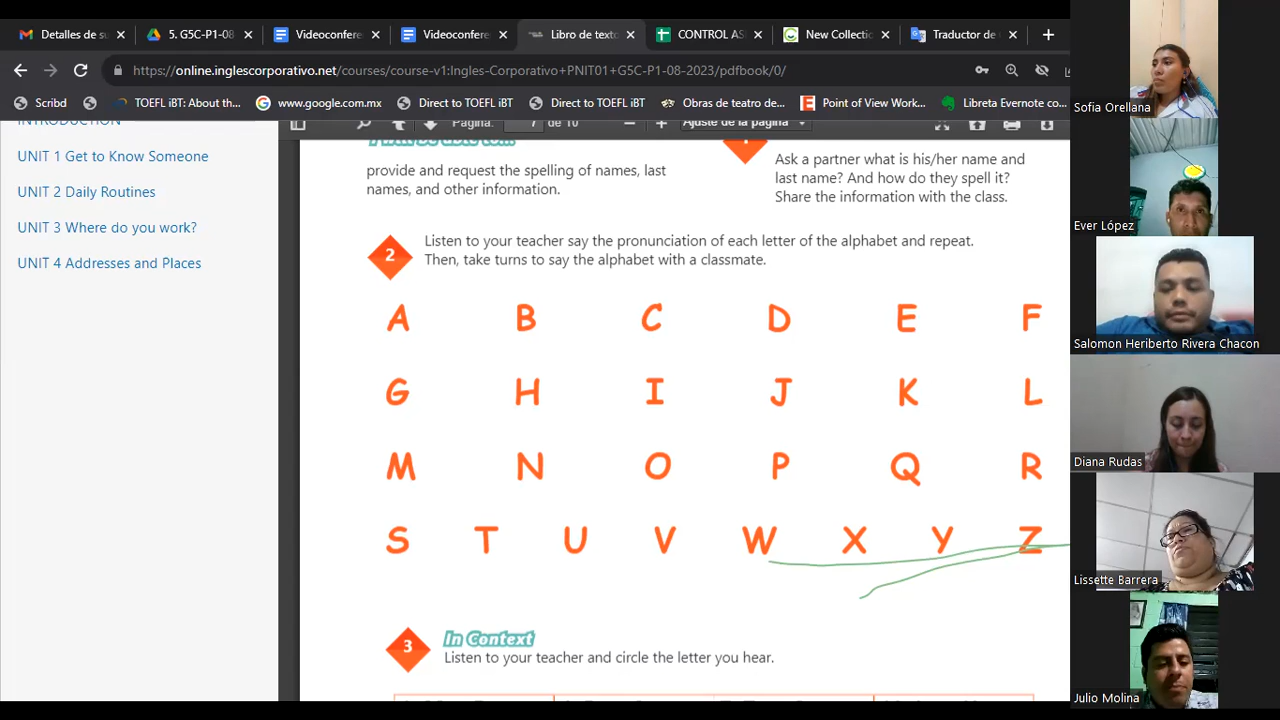 Detalles de su
5. G5C-P1-08
Videoconfere
Videoconfere
Libro de texto
CONTROL AS
New Collectio
Traductor de
https://online.inglescorporativo.net/courses/course-v1:Ingles-Corporativo+PNIT01+G5C-P1-08-2023/pdfbook/0/
Scribd
TOEFL iBT: About th...
www.google.com.mx
Direct to TOEFL iBT
Direct to TOEFL iBT
Obras de teatro de...
Point of View Work...
Libreta Evernote co...
INTRODUCTION
UNIT 1 Get to Know Someone
UNIT 2 Daily Routines
UNIT 3 Where do you work?
UNIT 4 Addresses and Places
Página: 7 de 10
Ajuste de la página
I will be able to...
provide and request the spelling of names, last
names, and other information.
1
Ask a partner what is his/her name and
last name? And how do they spell it?
Share the information with the class.
2
Listen to your teacher say the pronunciation of each letter of the alphabet and repeat.
Then, take turns to say the alphabet with a classmate.
A B C D E F
G H I J K L
M N O P Q R
S T U V W X Y Z
3
In Context
Listen to your teacher and circle the letter you hear.
Sofia Orellana
Ever López
Salomon Heriberto Rivera Chacon
Diana Rudas
Lissette Barrera
Julio Molina